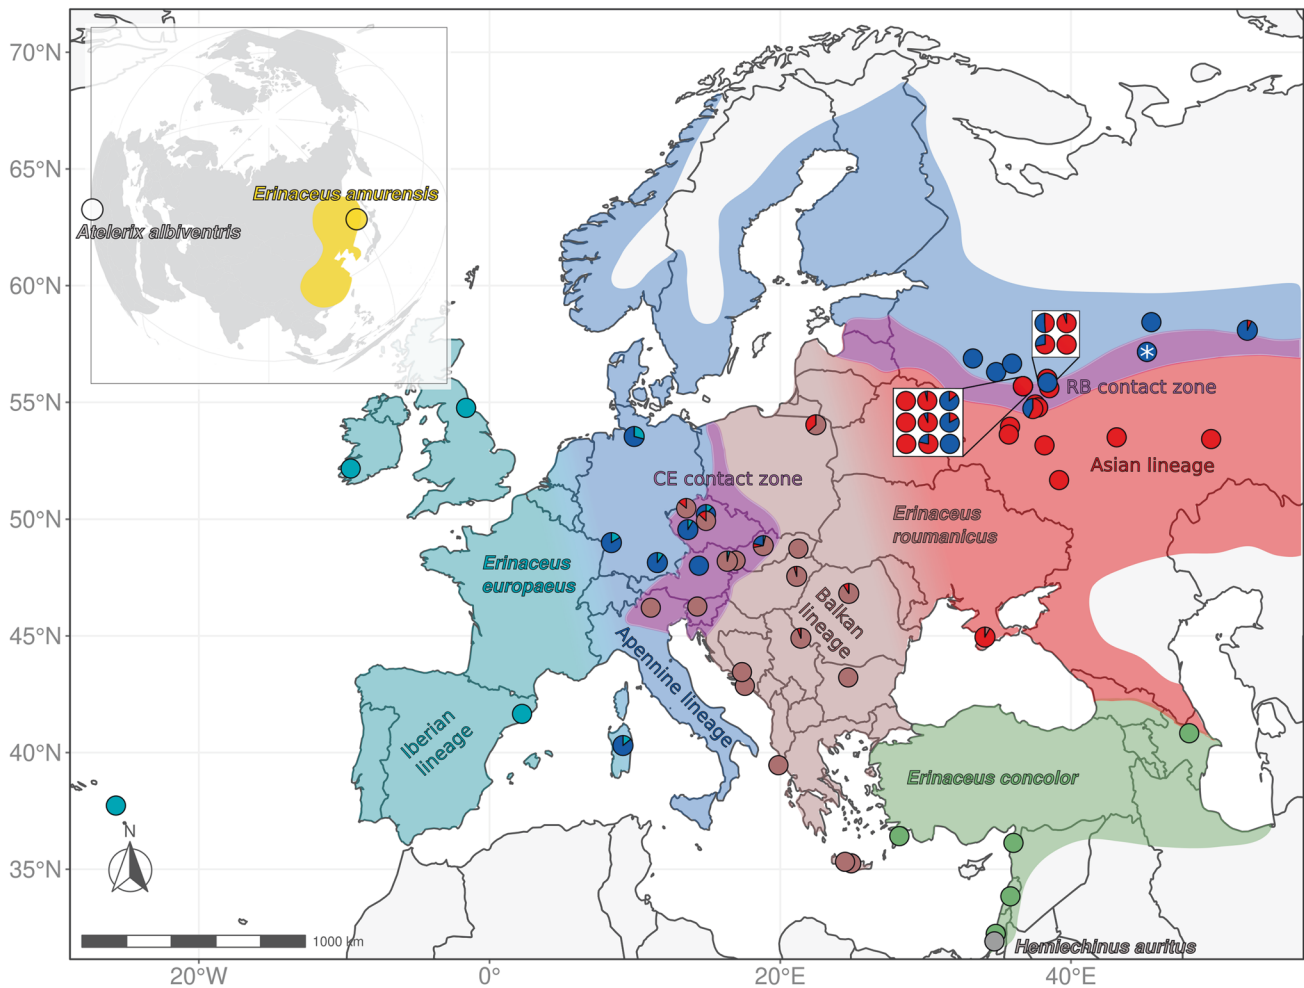 70°N
65°N
60°N
55°N
50°N
45°N
40°N
35°N
20°W
0°
20°E
40°E
Erinaceus amurensis
Atelerix albiventris
RB contact zone
Asian lineage
CE contact zone
Erinaceus
roumanicus
Erinaceus
europaeus
Balkan
lineage
Apennine lineage
Iberian
lineage
Erinaceus concolor
Hemiechinus auritus
N
1000 km